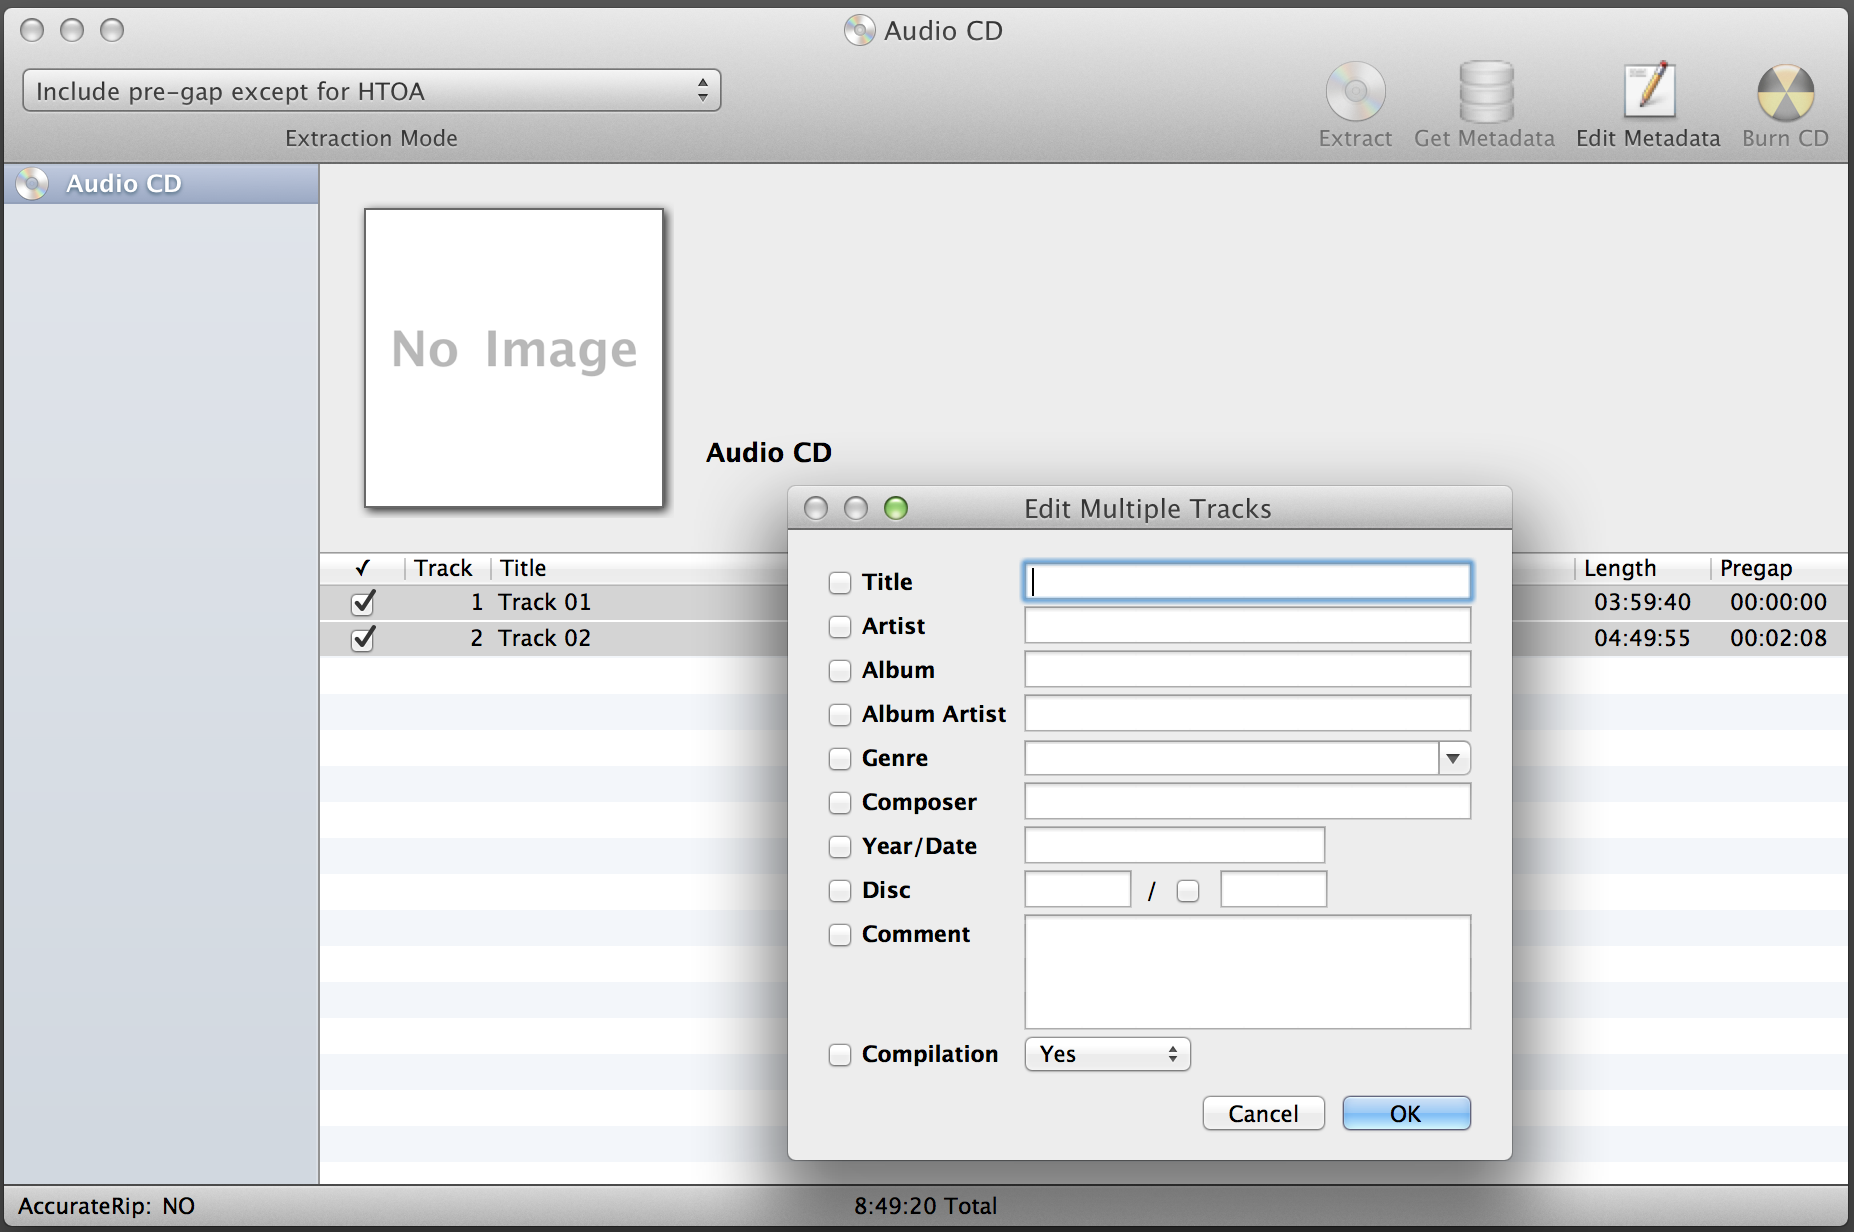 Audio CD
Include pre-gap except for HTOA
Extraction Mode
Extract Get Metadata Edit Metadata Burn CD
Audio CD
No Image
Audio CD
Edit Multiple Tracks
✓ Track Title Length Pregap
1 Track 01 03:59:40 00:00:00
2 Track 02 04:49:55 00:02:08
Title
Artist
Album
Album Artist
Genre
Composer
Year/Date
Disc /
Comment
Compilation Yes
Cancel OK
AccurateRip: NO 8:49:20 Total